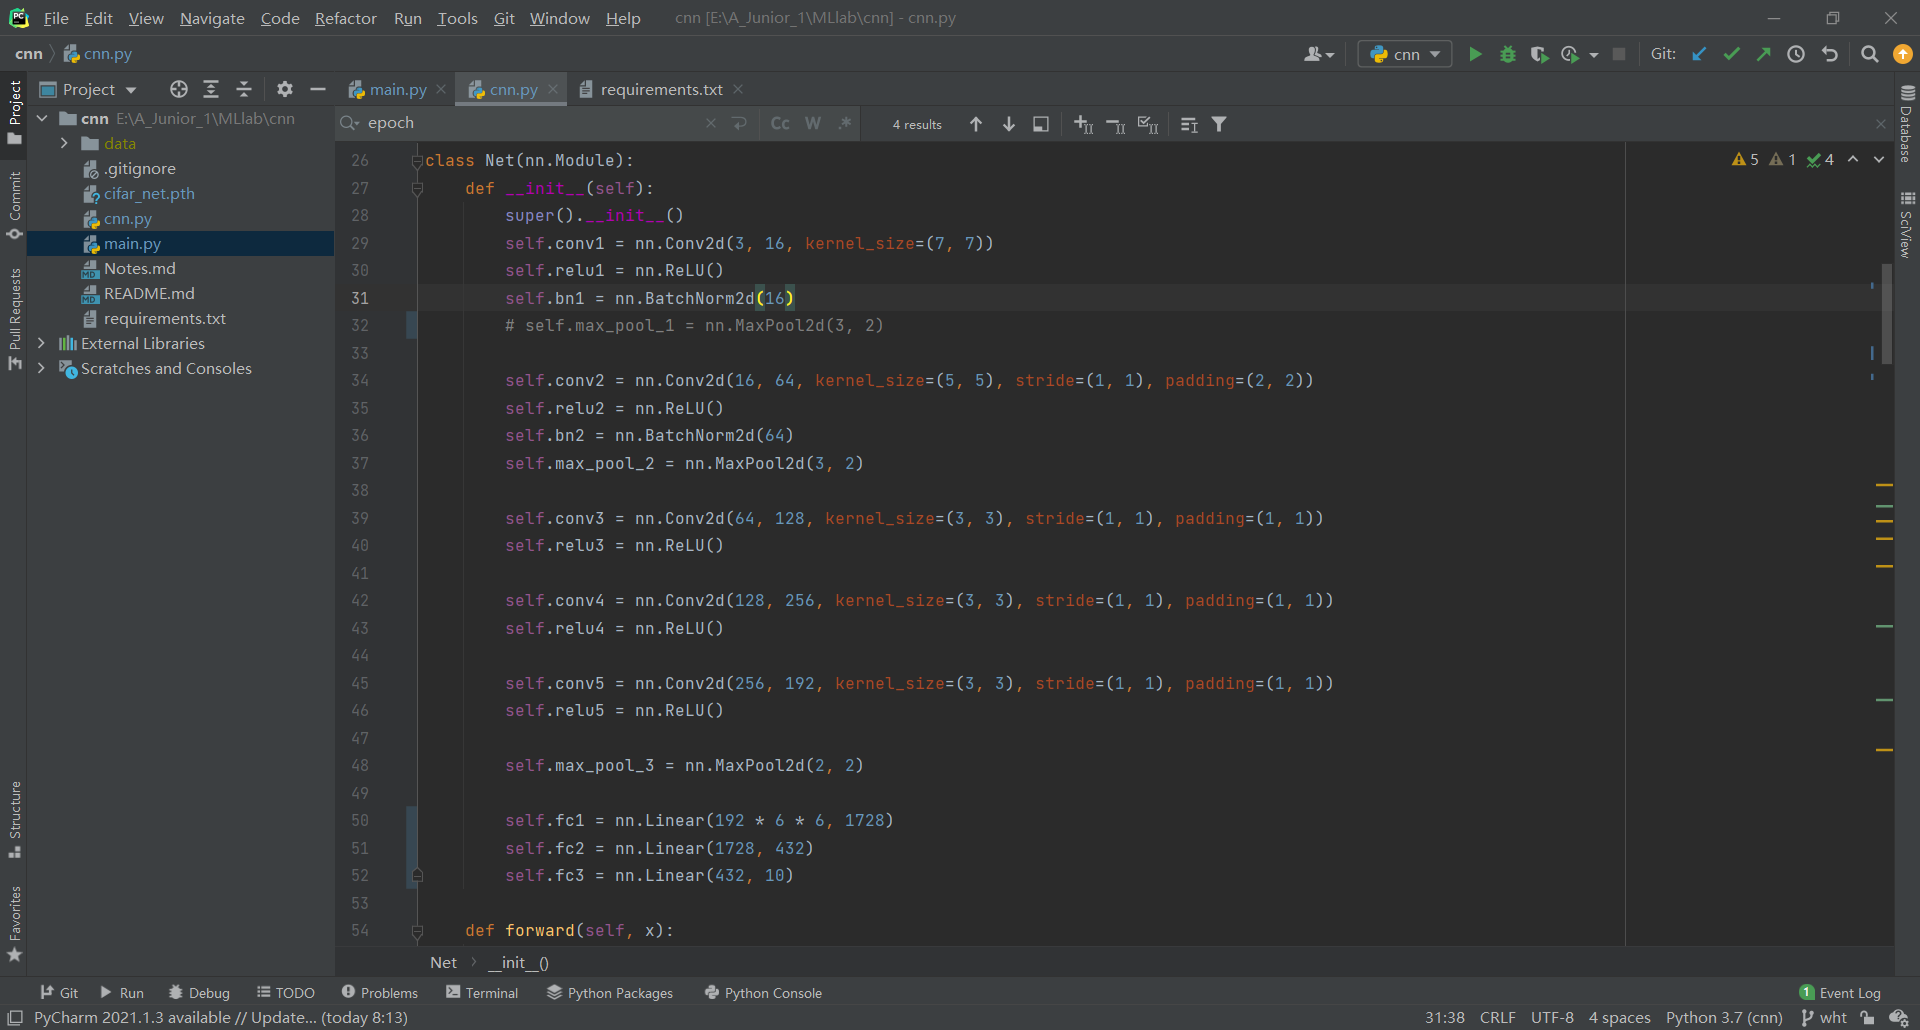 PC File Edit View Navigate Code Refactor Run Tools Git Window Help cnn [E:\A_Junior_1\MLlab\cnn] - cnn.py
cnn cnn.py cnn Git:
Project main.py cnn.py requirements.txt
epoch Cc W .* 4 results
Project
Commit
Pull Requests
Structure
Favorites
cnn E:\A_Junior_1\MLlab\cnn
data
.gitignore
cifar_net.pth
cnn.py
main.py
Notes.md
README.md
requirements.txt
External Libraries
Scratches and Consoles
5 1 4
26 class Net(nn.Module):
27 def __init__(self):
28 super().__init__()
29 self.conv1 = nn.Conv2d(3, 16, kernel_size=(7, 7))
30 self.relu1 = nn.ReLU()
31 self.bn1 = nn.BatchNorm2d(16)
32 # self.max_pool_1 = nn.MaxPool2d(3, 2)
33
34 self.conv2 = nn.Conv2d(16, 64, kernel_size=(5, 5), stride=(1, 1), padding=(2, 2))
35 self.relu2 = nn.ReLU()
36 self.bn2 = nn.BatchNorm2d(64)
37 self.max_pool_2 = nn.MaxPool2d(3, 2)
38
39 self.conv3 = nn.Conv2d(64, 128, kernel_size=(3, 3), stride=(1, 1), padding=(1, 1))
40 self.relu3 = nn.ReLU()
41
42 self.conv4 = nn.Conv2d(128, 256, kernel_size=(3, 3), stride=(1, 1), padding=(1, 1))
43 self.relu4 = nn.ReLU()
44
45 self.conv5 = nn.Conv2d(256, 192, kernel_size=(3, 3), stride=(1, 1), padding=(1, 1))
46 self.relu5 = nn.ReLU()
47
48 self.max_pool_3 = nn.MaxPool2d(2, 2)
49
50 self.fc1 = nn.Linear(192 * 6 * 6, 1728)
51 self.fc2 = nn.Linear(1728, 432)
52 self.fc3 = nn.Linear(432, 10)
53
54 def forward(self, x):
Net __init__()
Database
SciView
Git Run Debug TODO Problems Terminal Python Packages Python Console 1 Event Log
PyCharm 2021.1.3 available // Update... (today 8:13) 31:38 CRLF UTF-8 4 spaces Python 3.7 (cnn) wht